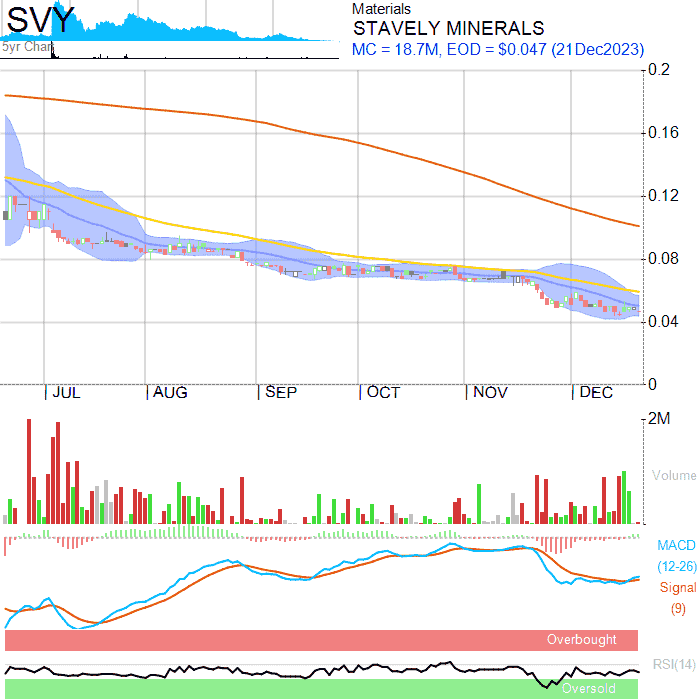 SVY
5yr Chart
Materials
STAVELY MINERALS
MC = 18.7M, EOD = $0.047 (21Dec2023)
0.2
0.16
0.12
0.08
0.04
0
JUL AUG SEP OCT NOV DEC
2M
Volume
MACD
(12-26)
Signal
(9)
Overbought
RSI(14)
Oversold